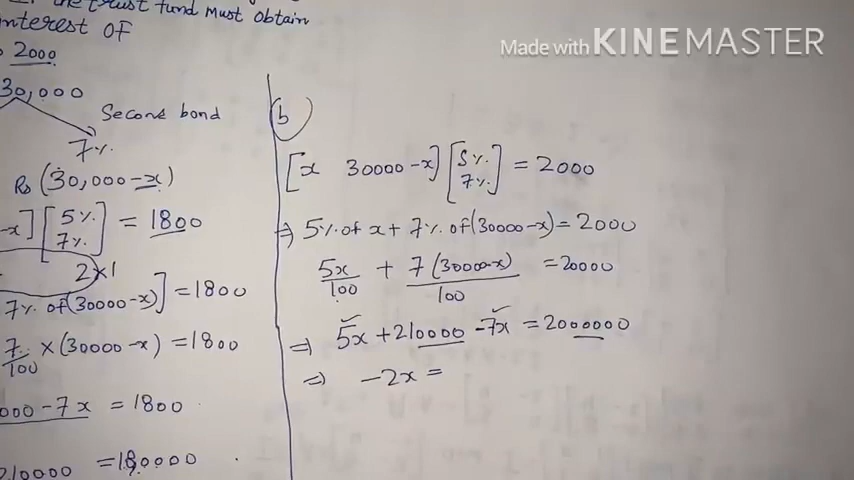 the trust fund must obtain
interest of
2000
30,000
Second bond
7%
Rs (30,000-x)
-x] [5% 7%] = 1800
2x1
7% of (30000-x)] = 1800
7/100 x (30000-x) = 1800
000-7x = 1800
210000 = 180000
Made with KINEMASTER
b
[x 30000-x] [5% 7%] = 2000
⇒ 5% of x + 7% of (30000-x) = 2000
5x/100 + 7(30000-x)/100 = 20000
⇒ 5x + 210000 - 7x = 2000000
⇒ -2x =